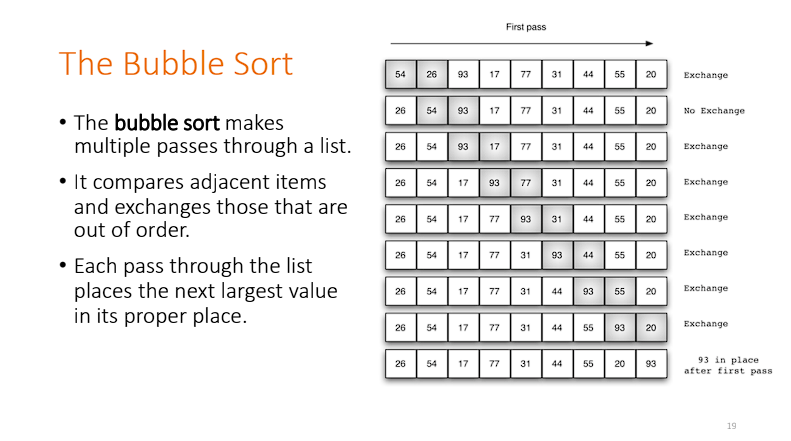 The Bubble Sort
• The bubble sort makes
multiple passes through a list.
• It compares adjacent items
and exchanges those that are
out of order.
• Each pass through the list
places the next largest value
in its proper place.
First pass
54 26 93 17 77 31 44 55 20 Exchange
26 54 93 17 77 31 44 55 20 No Exchange
26 54 93 17 77 31 44 55 20 Exchange
26 54 17 93 77 31 44 55 20 Exchange
26 54 17 77 93 31 44 55 20 Exchange
26 54 17 77 31 93 44 55 20 Exchange
26 54 17 77 31 44 93 55 20 Exchange
26 54 17 77 31 44 55 93 20 Exchange
26 54 17 77 31 44 55 20 93 93 in place
after first pass
19